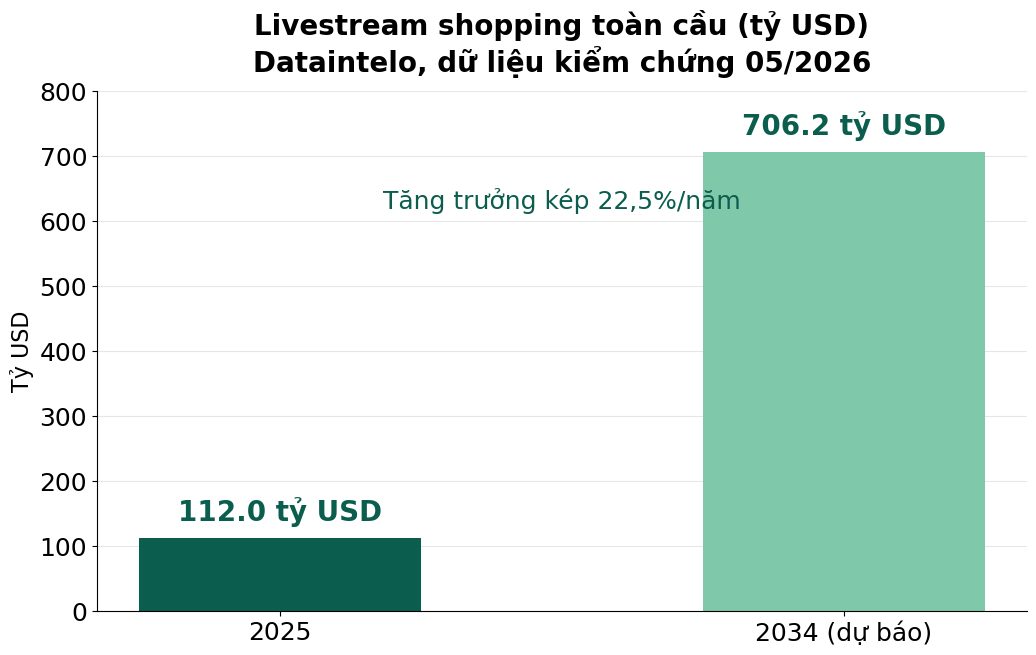 Livestream shopping toàn cầu (tỷ USD)
Dataintelo, dữ liệu kiểm chứng 05/2026
Tỷ USD
800
700
600
500
400
300
200
100
0
706.2 tỷ USD
Tăng trưởng kép 22,5%/năm
112.0 tỷ USD
2025
2034 (dự báo)